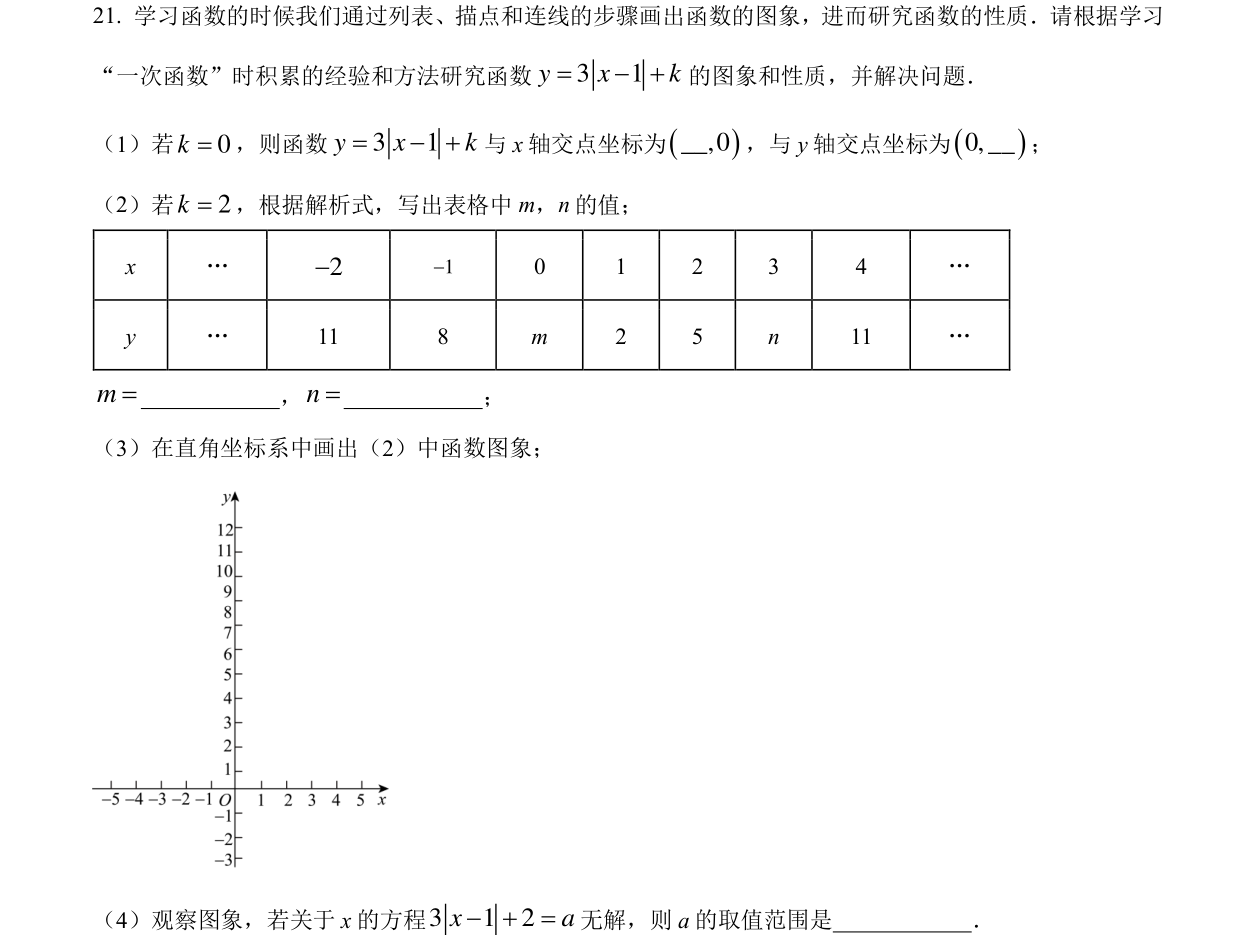 21. 学习函数的时候我们通过列表、描点和连线的步骤画出函数的图象，进而研究函数的性质．请根据学习
“一次函数”时积累的经验和方法研究函数 y=3|x−1|+k 的图象和性质，并解决问题．
（1）若 k=0，则函数 y=3|x−1|+k 与 x 轴交点坐标为(__,0)，与 y 轴交点坐标为(0,__)；
（2）若 k=2，根据解析式，写出表格中 m，n 的值；
x … −2 –1 0 1 2 3 4 …
y … 11 8 m 2 5 n 11 …
m=____________，n=____________；
（3）在直角坐标系中画出（2）中函数图象；
y
12
11
10
9
8
7
6
5
4
3
2
1
−5 −4 −3 −2 −1 O 1 2 3 4 5 x
−1
−2
−3
（4）观察图象，若关于 x 的方程 3|x−1|+2=a 无解，则 a 的取值范围是____________．